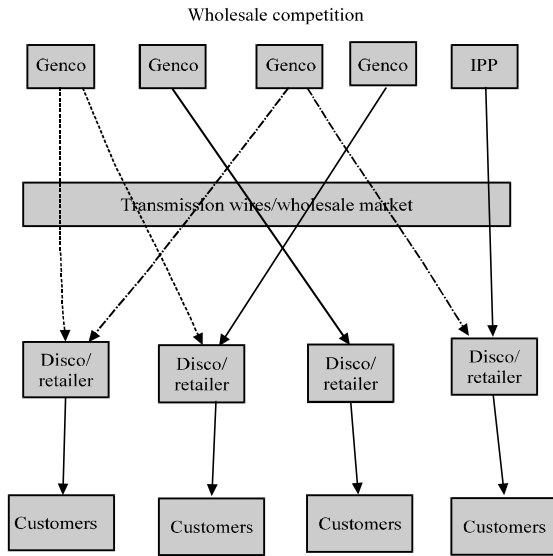 Wholesale competition
Genco
Genco
Genco
Genco
IPP
Transmission wires/wholesale market
Disco/
retailer
Disco/
retailer
Disco/
retailer
Disco/
retailer
Customers
Customers
Customers
Customers